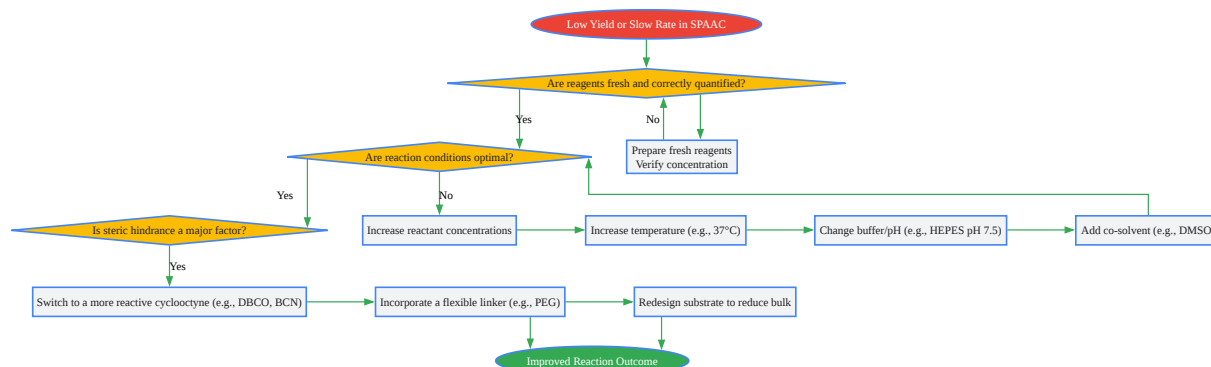 Low Yield or Slow Rate in SPAAC
Are reagents fresh and correctly quantified?
Yes
No
Prepare fresh reagents
Verify concentration
Are reaction conditions optimal?
Yes
No
Is steric hindrance a major factor?
Increase reactant concentrations
Increase temperature (e.g., 37°C)
Change buffer/pH (e.g., HEPES pH 7.5)
Add co-solvent (e.g., DMSO
Yes
Switch to a more reactive cyclooctyne (e.g., DBCO, BCN)
Incorporate a flexible linker (e.g., PEG)
Redesign substrate to reduce bulk
Improved Reaction Outcome